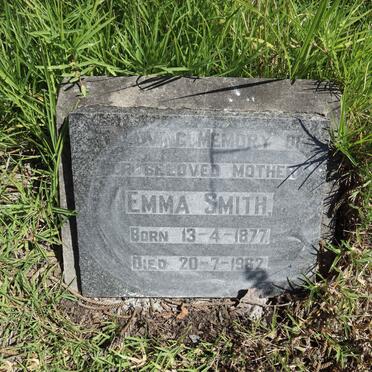 LOVING MEMORY OF
OUR BELOVED MOTHER
EMMA SMITH.
BORN 13-4-1877
DIED 20-7-1962